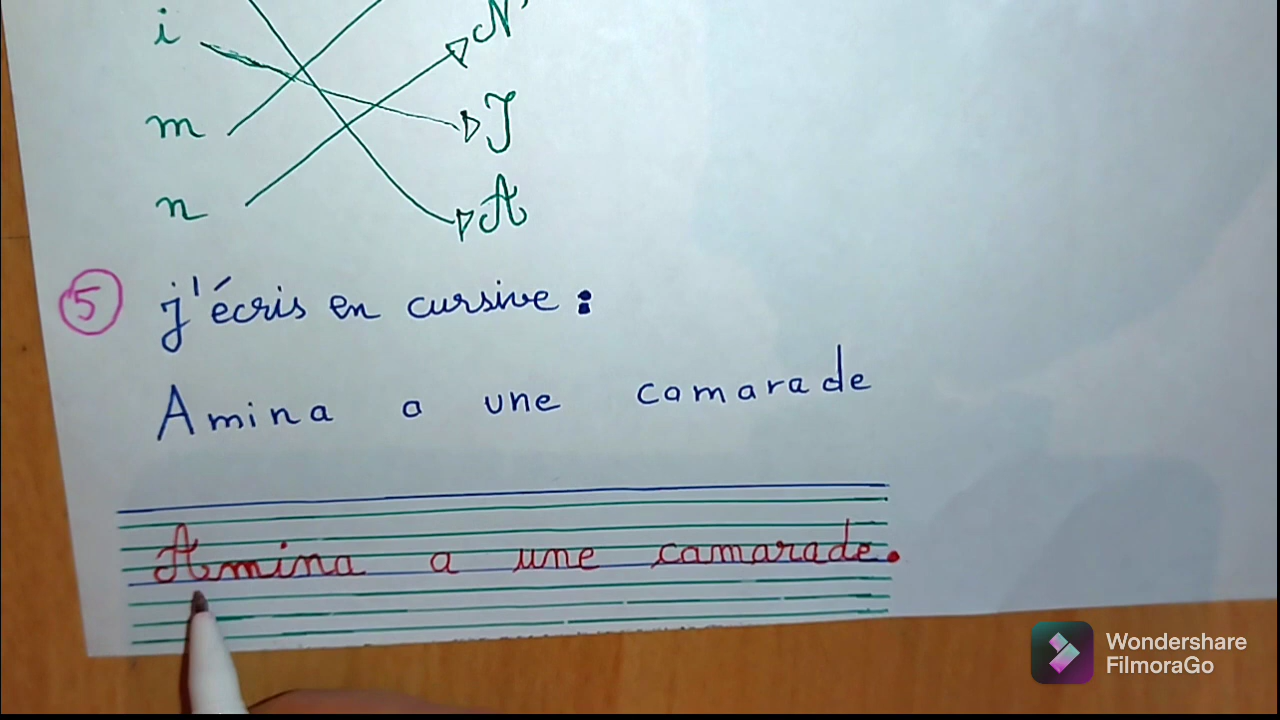 i
N
m
J
n
A
5 j'écris en cursive :
Amina a une camarade
Amina a une camarade.
Wondershare
FilmoraGo